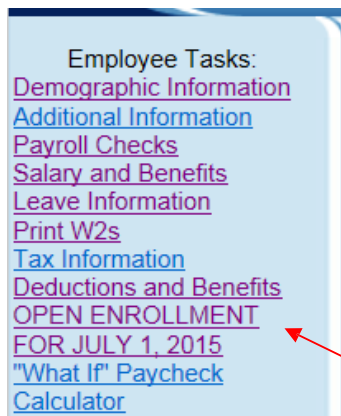 Employee Tasks:
Demographic Information
Additional Information
Payroll Checks
Salary and Benefits
Leave Information
Print W2s
Tax Information
Deductions and Benefits
OPEN ENROLLMENT
FOR JULY 1, 2015
"What If" Paycheck
Calculator